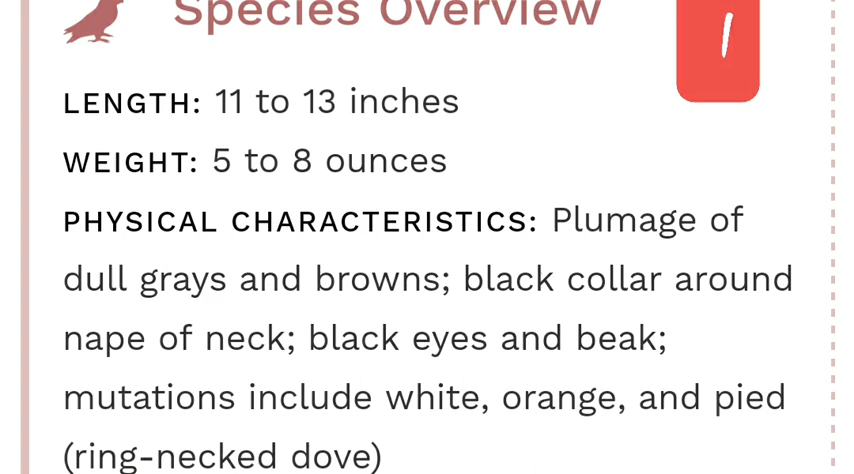 Species Overview
1
LENGTH: 11 to 13 inches
WEIGHT: 5 to 8 ounces
PHYSICAL CHARACTERISTICS: Plumage of
dull grays and browns; black collar around
nape of neck; black eyes and beak;
mutations include white, orange, and pied
(ring-necked dove)